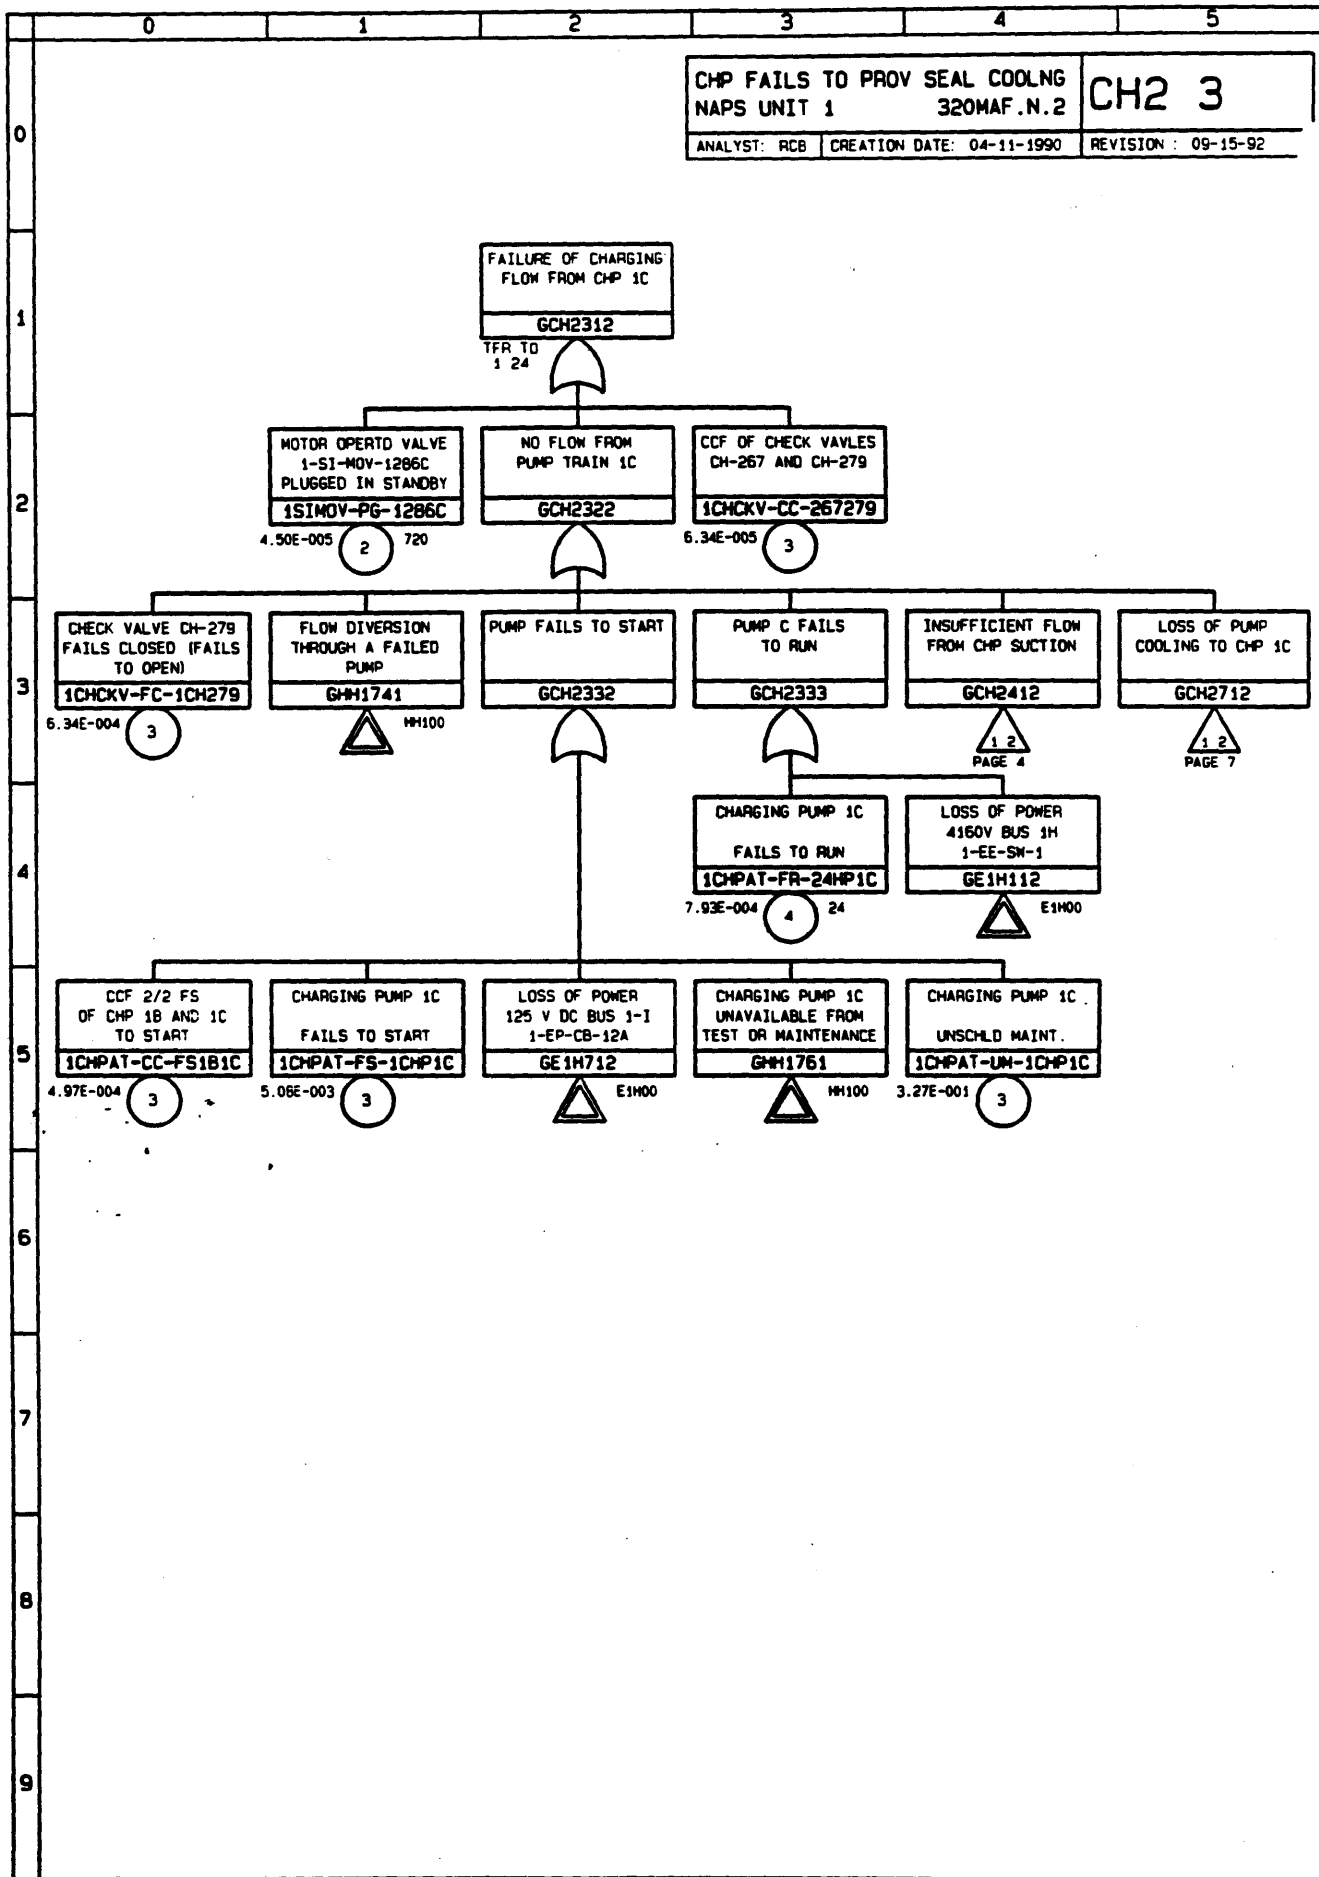 0 1 2 3 4 5
CHP FAILS TO PROV SEAL COOLNG
NAPS UNIT 1 320MAF.N.2
CH2 3
ANALYST: RCB CREATION DATE: 04-11-1990 REVISION : 09-15-92
0
FAILURE OF CHARGING
FLOW FROM CHP 1C
GCH2312
TFR TO
1 24
1
MOTOR OPERTD VALVE
1-SI-MOV-1286C
PLUGGED IN STANDBY
1SIMOV-PG-1286C
4.50E-005 2 720
NO FLOW FROM
PUMP TRAIN 1C
GCH2322
CCF OF CHECK VAVLES
CH-267 AND CH-279
1CHCKV-CC-267279
6.34E-005 3
2
CHECK VALVE CH-279
FAILS CLOSED (FAILS
TO OPEN)
1CHCKV-FC-1CH279
6.34E-004 3
FLOW DIVERSION
THROUGH A FAILED
PUMP
GHH1741
HH100
PUMP FAILS TO START
GCH2332
PUMP C FAILS
TO RUN
GCH2333
INSUFFICIENT FLOW
FROM CHP SUCTION
GCH2412
1 2
PAGE 4
LOSS OF PUMP
COOLING TO CHP 1C
GCH2712
1 2
PAGE 7
3
CHARGING PUMP 1C
FAILS TO RUN
1CHPAT-FR-24HP1C
7.93E-004 4 24
LOSS OF POWER
4160V BUS 1H
1-EE-SW-1
GE1H112
E1H00
4
CCF 2/2 FS
OF CHP 1B AND 1C
TO START
1CHPAT-CC-FS1B1C
4.97E-004 3
CHARGING PUMP 1C
FAILS TO START
1CHPAT-FS-1CHP1C
5.06E-003 3
LOSS OF POWER
125 V DC BUS 1-I
1-EP-CB-12A
GE1H712
E1H00
CHARGING PUMP 1C
UNAVAILABLE FROM
TEST OR MAINTENANCE
GHH1761
HH100
CHARGING PUMP 1C
UNSCHLD MAINT.
1CHPAT-UM-1CHP1C
3.27E-001 3
5
6
7
8
9